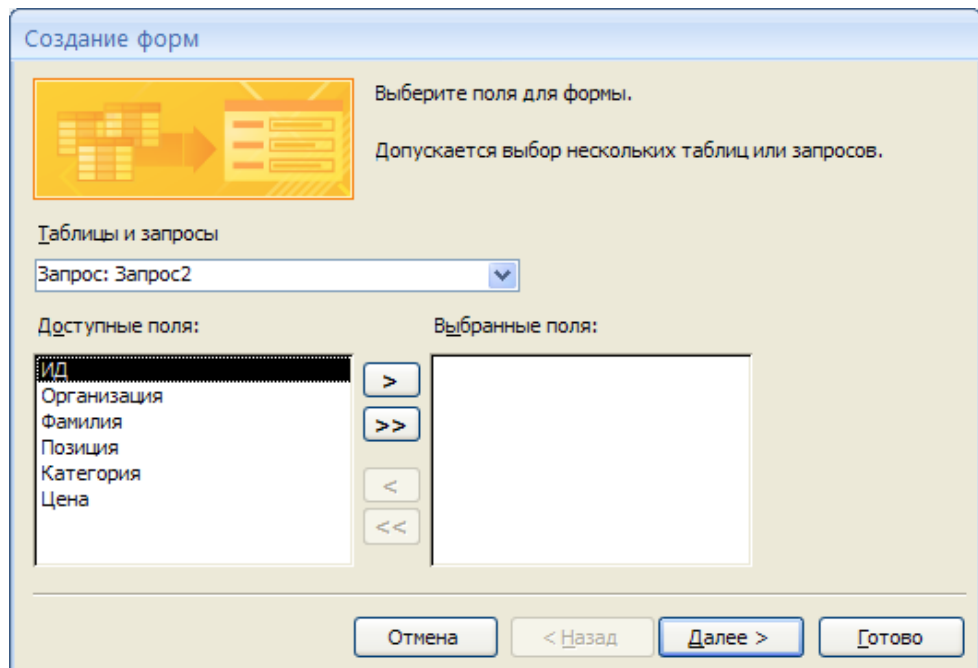 Создание форм
Выберите поля для формы.
Допускается выбор нескольких таблиц или запросов.
Таблицы и запросы
Запрос: Запрос2
Доступные поля:
Выбранные поля:
ИД
Организация
Фамилия
Позиция
Категория
Цена
>
>>
<
<<
Отмена
< Назад
Далее >
Готово